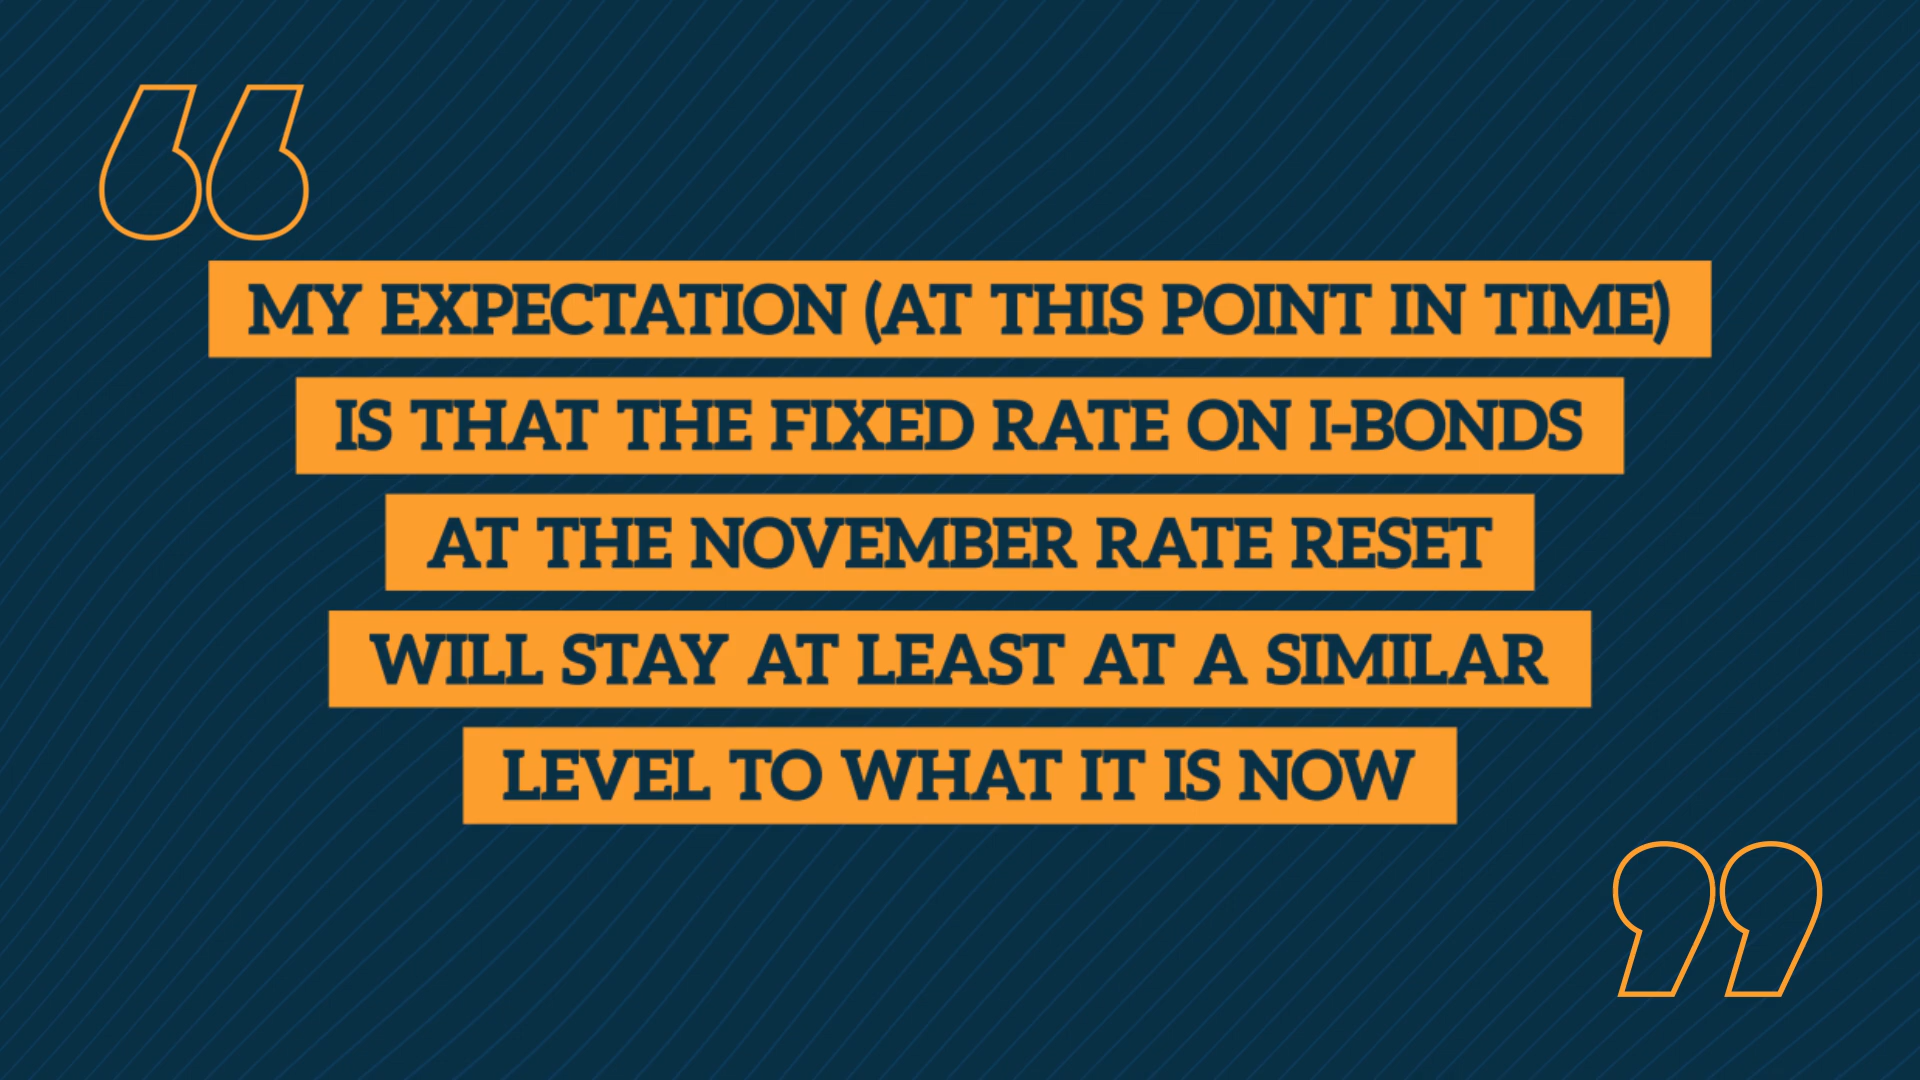 MY EXPECTATION (AT THIS POINT IN TIME)
IS THAT THE FIXED RATE ON I-BONDS
AT THE NOVEMBER RATE RESET
WILL STAY AT LEAST AT A SIMILAR
LEVEL TO WHAT IT IS NOW